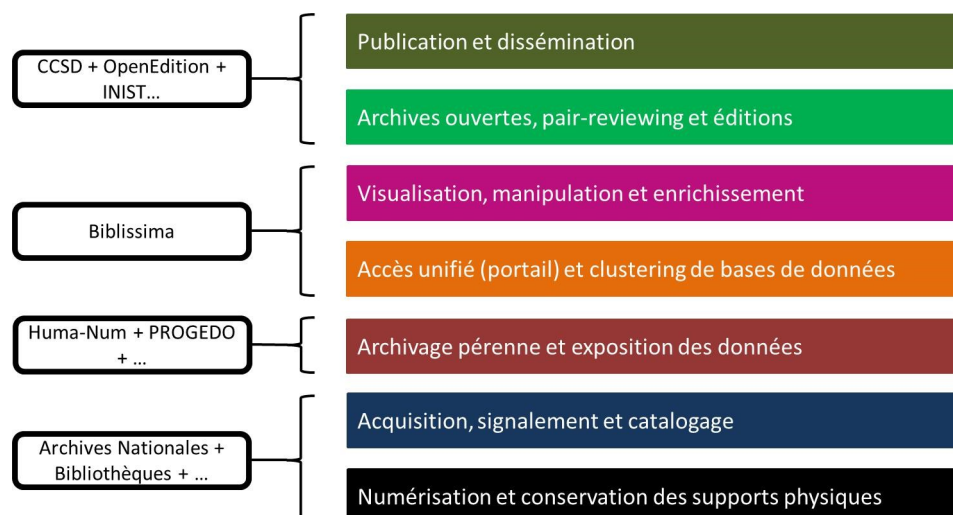 CCSD + OpenEdition +
INIST...
Publication et dissémination
Archives ouvertes, pair-reviewing et éditions
Biblissima
Visualisation, manipulation et enrichissement
Accès unifié (portail) et clustering de bases de données
Huma-Num + PROGEDO
+ ...
Archivage pérenne et exposition des données
Archives Nationales +
Bibliothèques + ...
Acquisition, signalement et catalogage
Numérisation et conservation des supports physiques